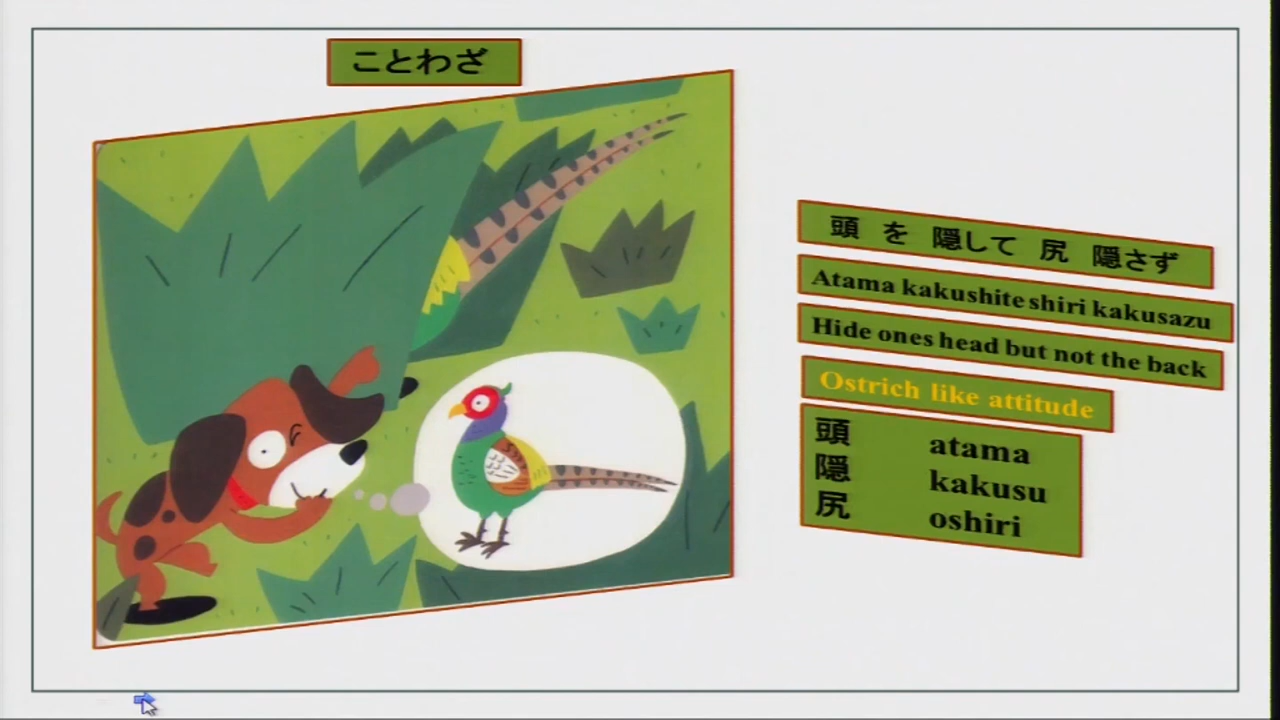 ことわざ
頭 を 隠して 尻 隠さず
Atama kakushite shiri kakusazu
Hide ones head but not the back
Ostrich like attitude
頭 atama
隠 kakusu
尻 oshiri